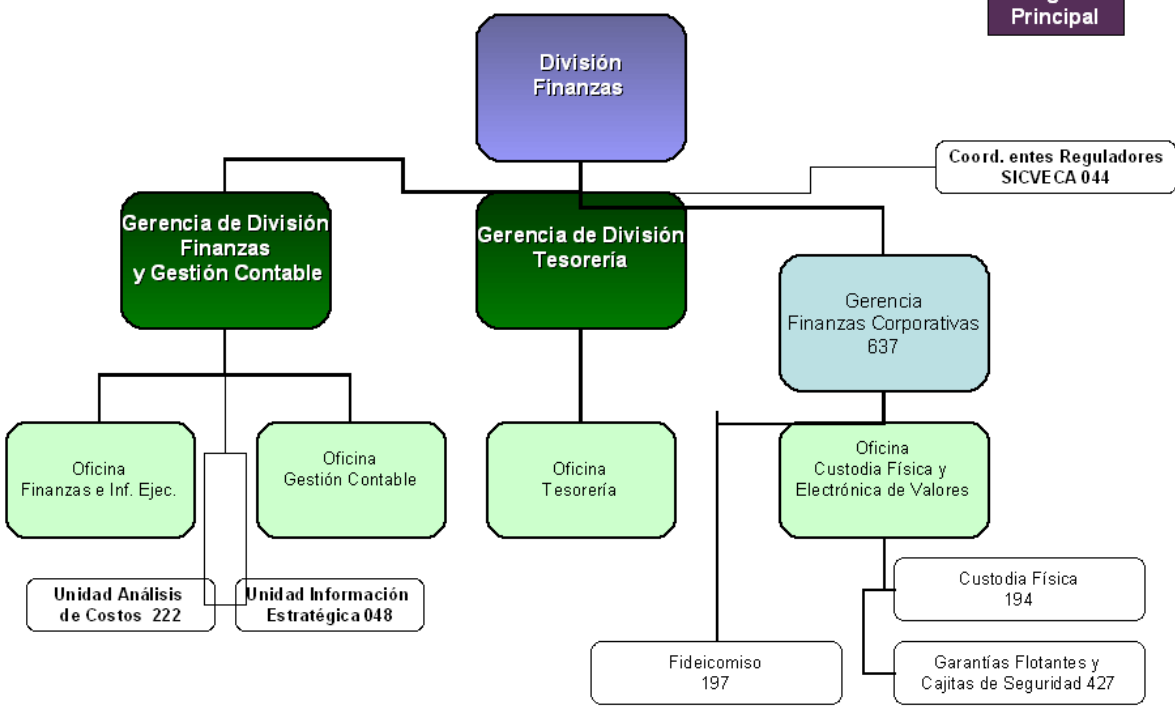 Principal
División
Finanzas
Coord. entes Reguladores
SICVECA 044
Gerencia de División
Finanzas
y Gestión Contable
Gerencia de División
Tesorería
Gerencia
Finanzas Corporativas
637
Oficina
Finanzas e Inf. Ejec.
Oficina
Gestión Contable
Oficina
Tesorería
Oficina
Custodia Física y
Electrónica de Valores
Unidad Análisis
de Costos 222
Unidad Información
Estratégica 048
Custodia Física
194
Fideicomiso
197
Garantías Flotantes y
Cajitas de Seguridad 427